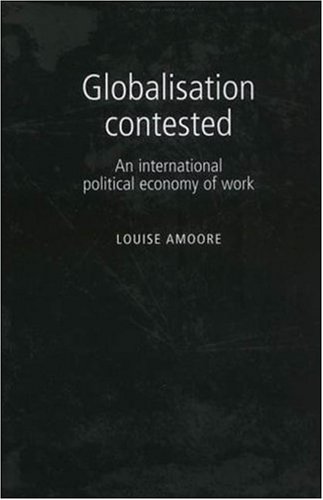 Globalisation
contested
An international
political economy of work
LOUISE AMOORE